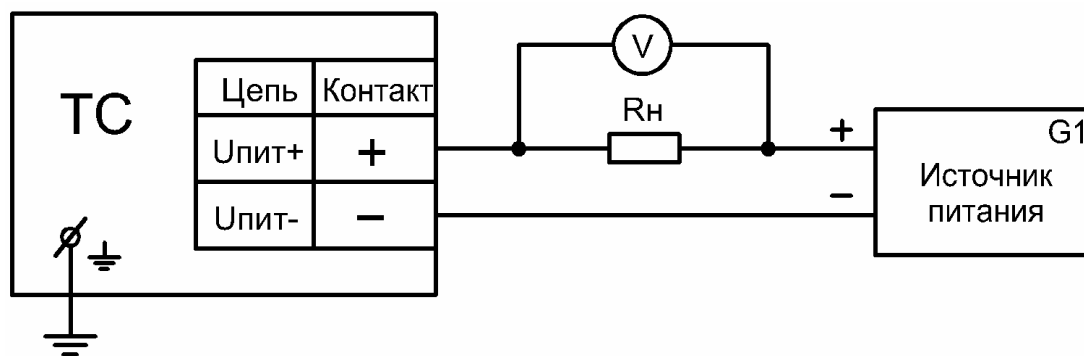 V
Rн
ТС
Цепь Контакт
Uпит+ +
Uпит- −
+
−
G1
Источник
питания